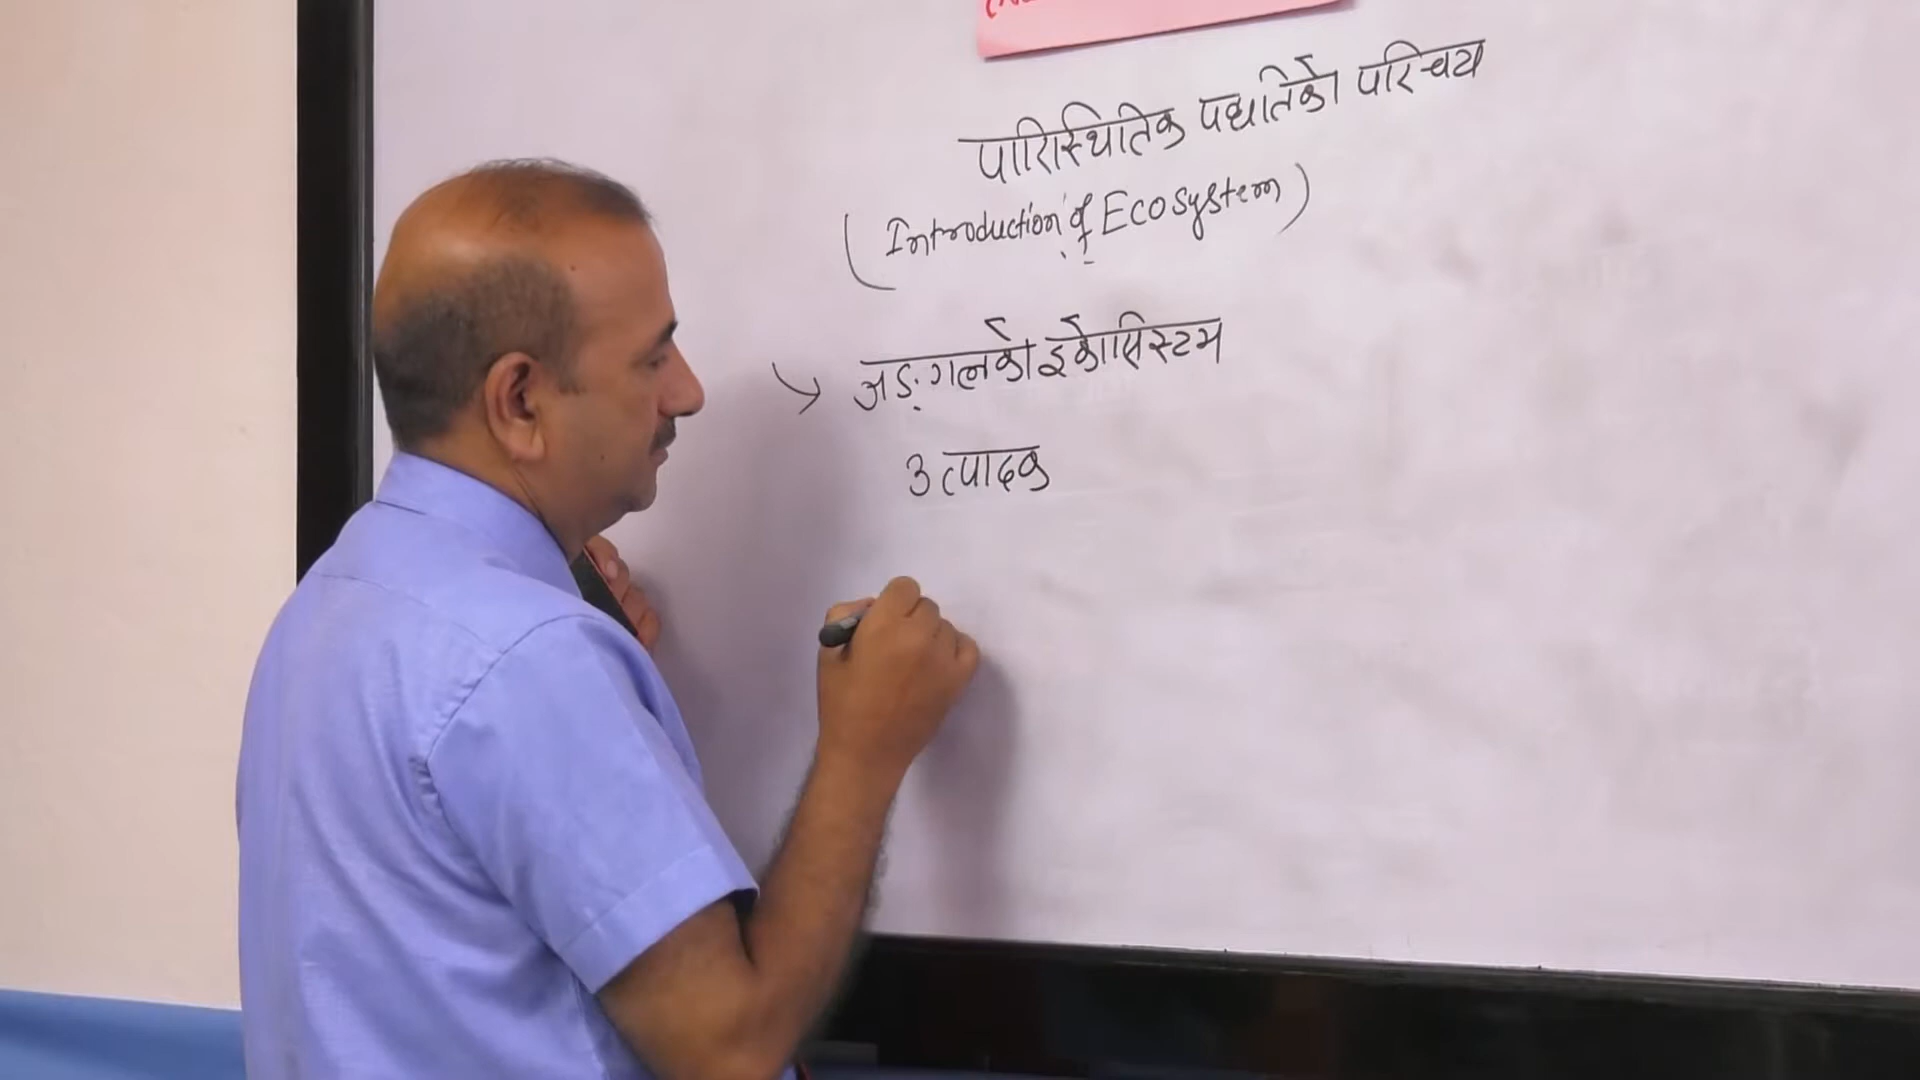 पारिस्थितिक पद्धतिको परिचय
(Introduction of Ecosystem)
जङ्गलको इकोसिस्टम
उत्पादक